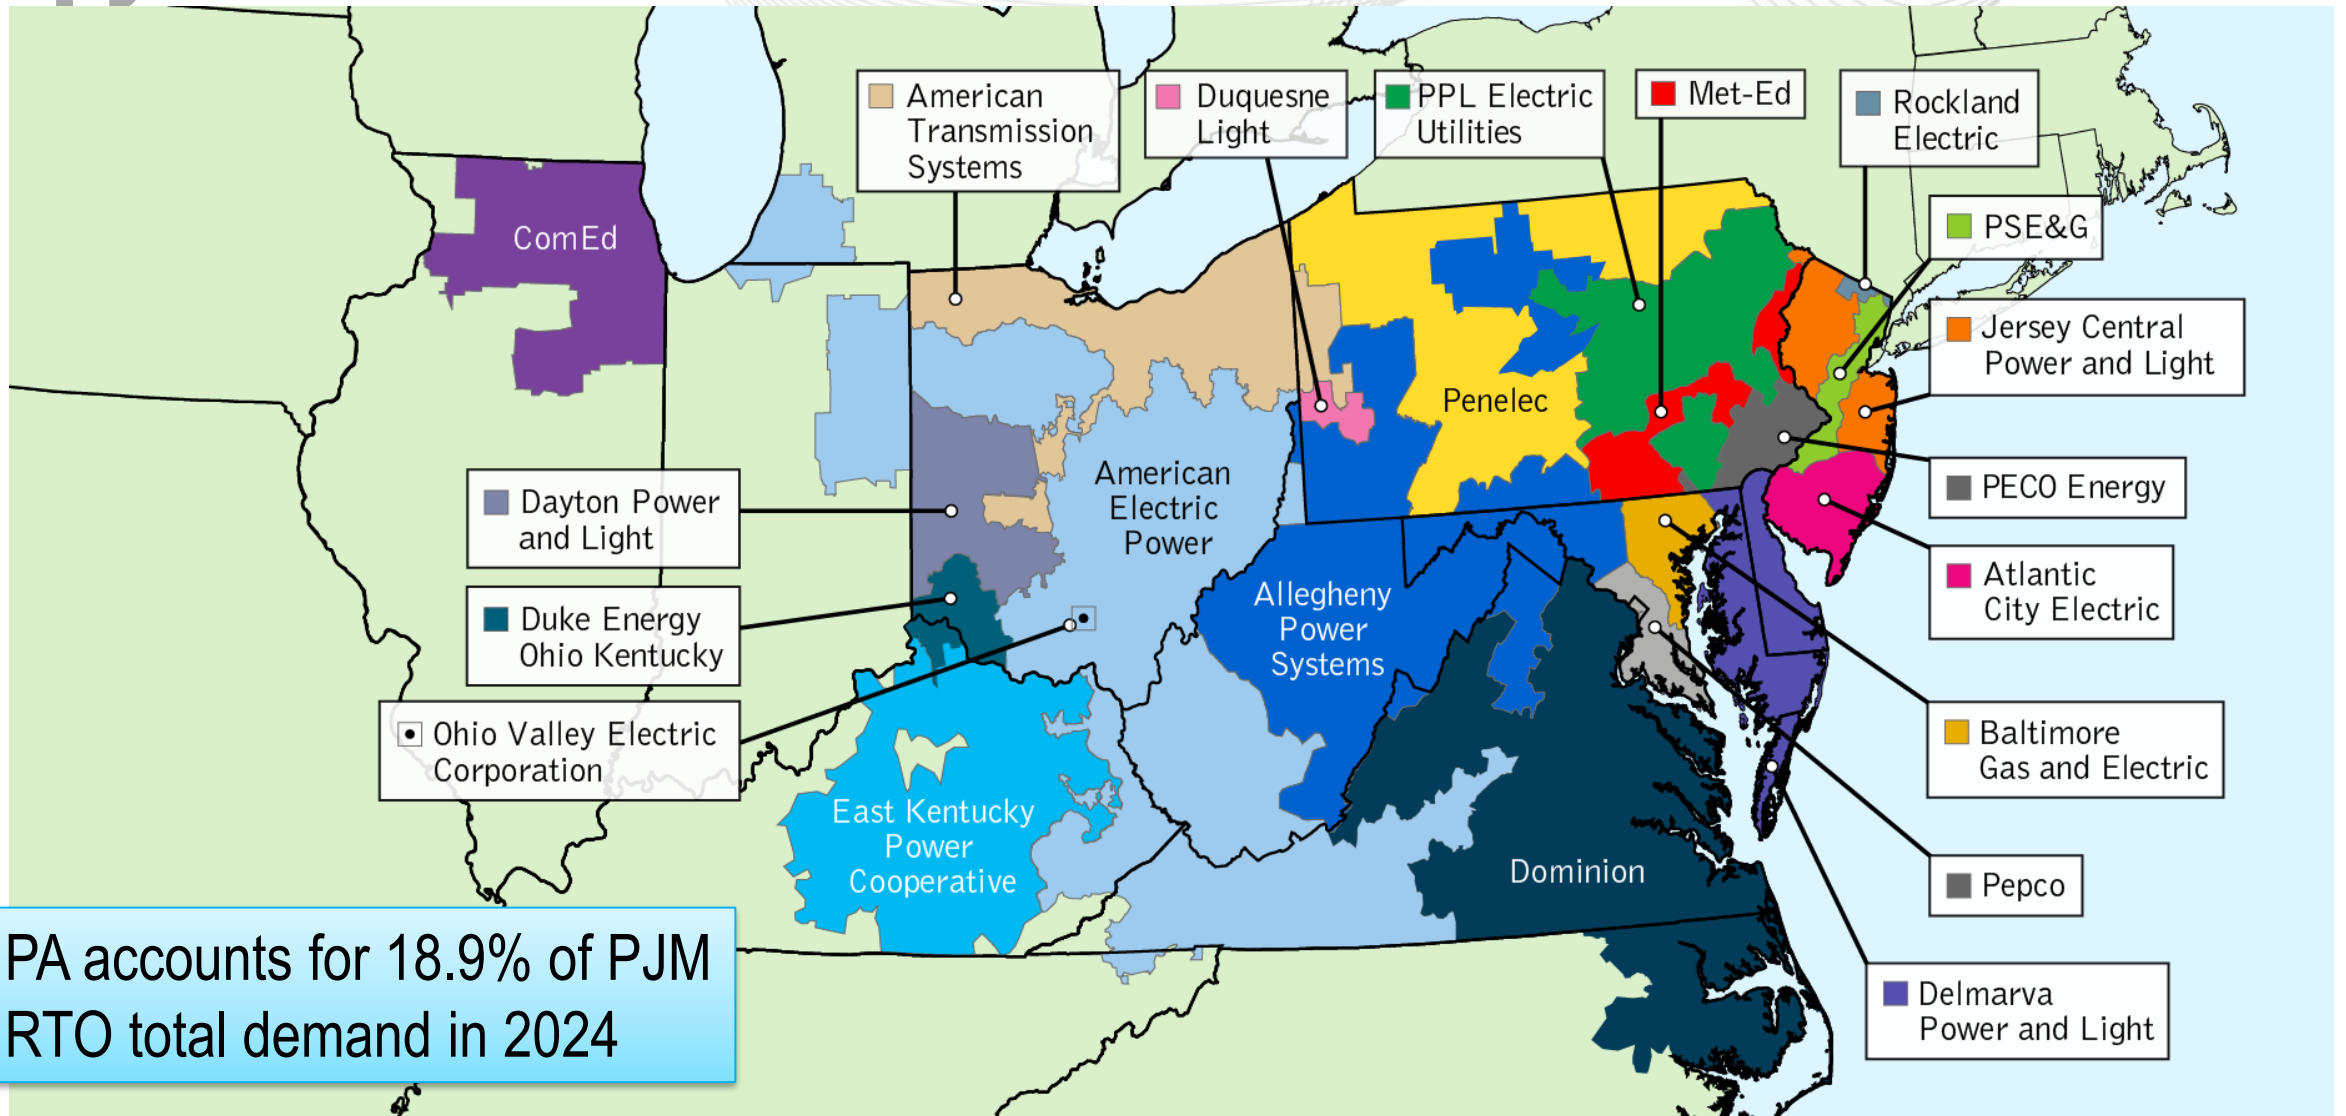 American
Transmission
Systems
Duquesne
Light
PPL Electric
Utilities
Met-Ed
Rockland
Electric
PSE&G
ComEd
Jersey Central
Power and Light
Penelec
American
Electric
Power
Dayton Power
and Light
PECO Energy
Atlantic
City Electric
Allegheny
Power
Systems
Duke Energy
Ohio Kentucky
Ohio Valley Electric
Corporation
Baltimore
Gas and Electric
East Kentucky
Power
Cooperative
Dominion
Pepco
PA accounts for 18.9% of PJM
RTO total demand in 2024
Delmarva
Power and Light